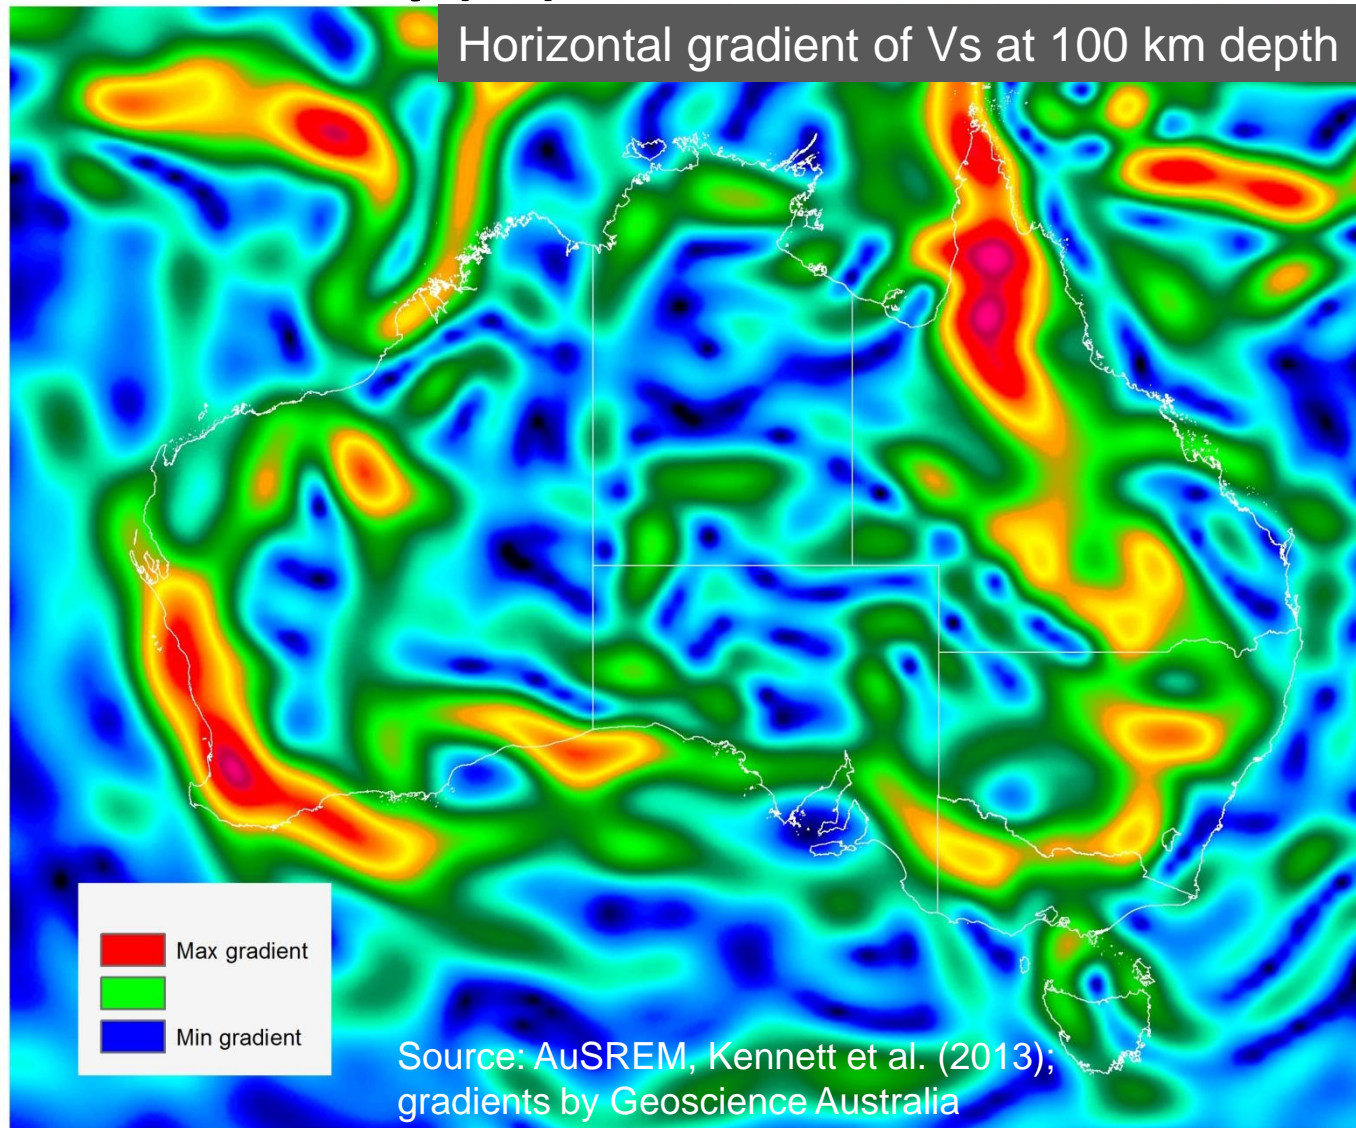 Horizontal gradient of Vs at 100 km depth
Max gradient
Min gradient
Source: AuSREM, Kennett et al. (2013);
gradients by Geoscience Australia